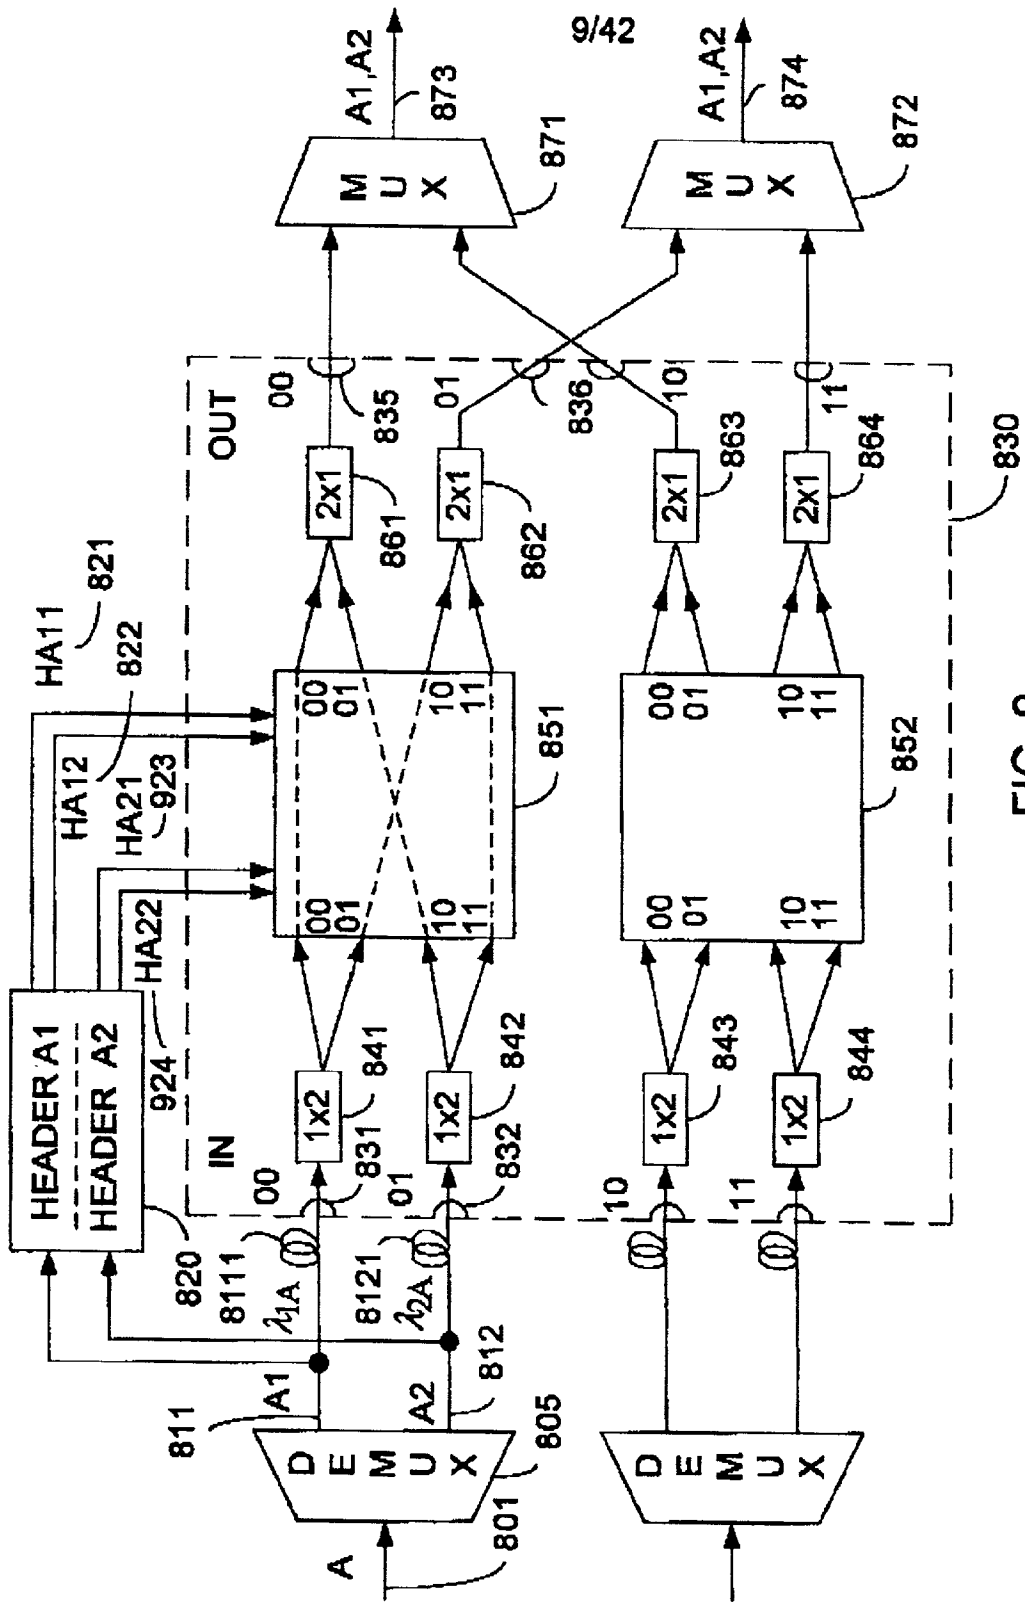 9/42
A
801
DEMUX
805
811
A1
A2
812
λ1A
8111
λ2A
8121
HEADER A1
HEADER A2
820
HA11
821
HA12
822
HA21
923
HA22
924
IN
OUT
00
831
01
832
1x2
841
1x2
842
00
01
10
11
00
01
10
11
851
2x1
861
2x1
862
00
835
01
836
MUX
871
A1,A2
873
DEMUX
10
11
1x2
843
1x2
844
00
01
10
11
00
01
10
11
852
2x1
863
2x1
864
10
11
830
MUX
872
A1,A2
874
FIG.